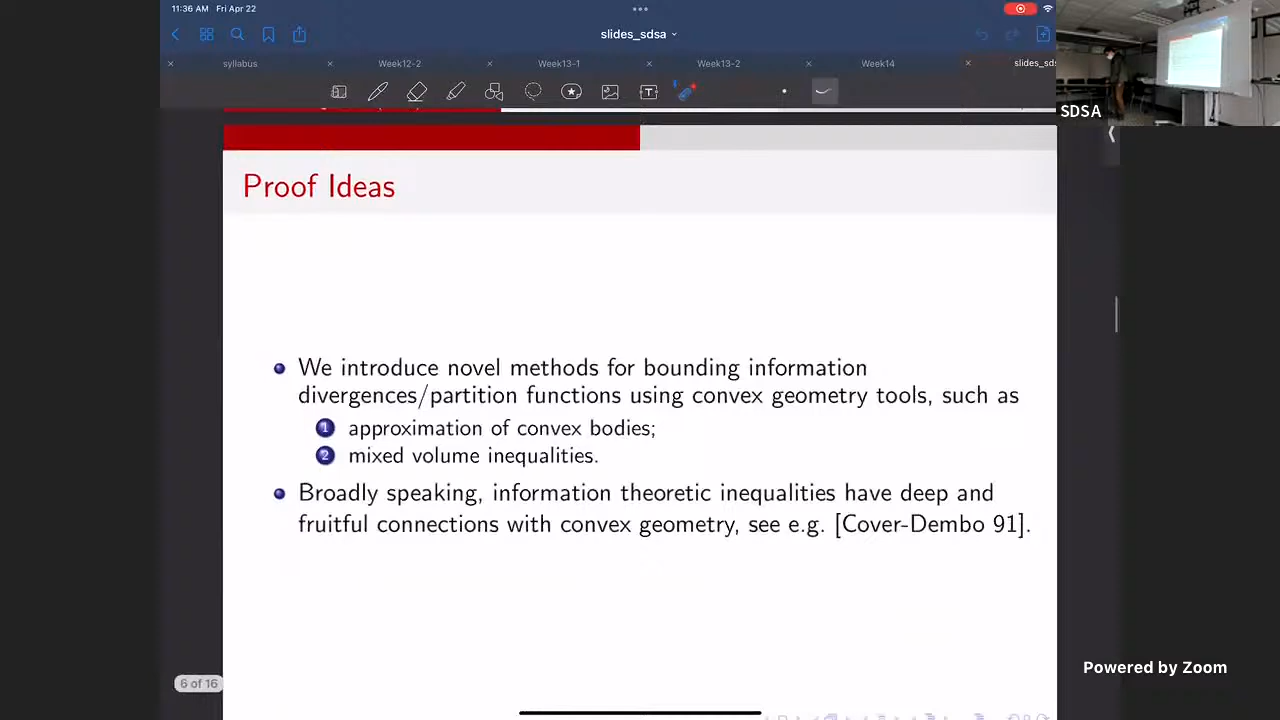 11:36 AM Fri Apr 22
slides_sdsa
syllabus
Week12-2
Week13-1
Week13-2
Week14
slides_sds
SDSA
Proof Ideas
We introduce novel methods for bounding information
divergences/partition functions using convex geometry tools, such as
1 approximation of convex bodies;
2 mixed volume inequalities.
Broadly speaking, information theoretic inequalities have deep and
fruitful connections with convex geometry, see e.g. [Cover-Dembo 91].
6 of 16
Powered by Zoom